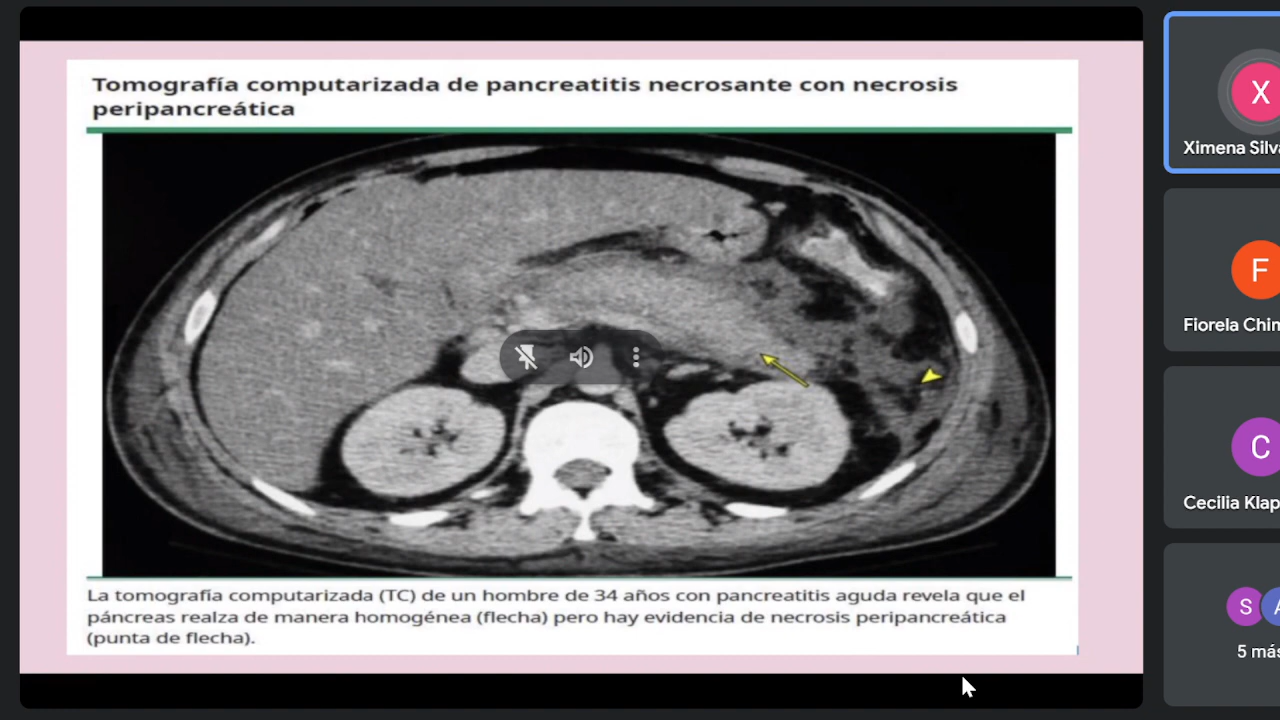 Tomografía computarizada de pancreatitis necrosante con necrosis
peripancreática
La tomografía computarizada (TC) de un hombre de 34 años con pancreatitis aguda revela que el
páncreas realza de manera homogénea (flecha) pero hay evidencia de necrosis peripancreática
(punta de flecha).
X
Ximena Silv
F
Fiorela Chi
C
Cecilia Klap
S
5 más